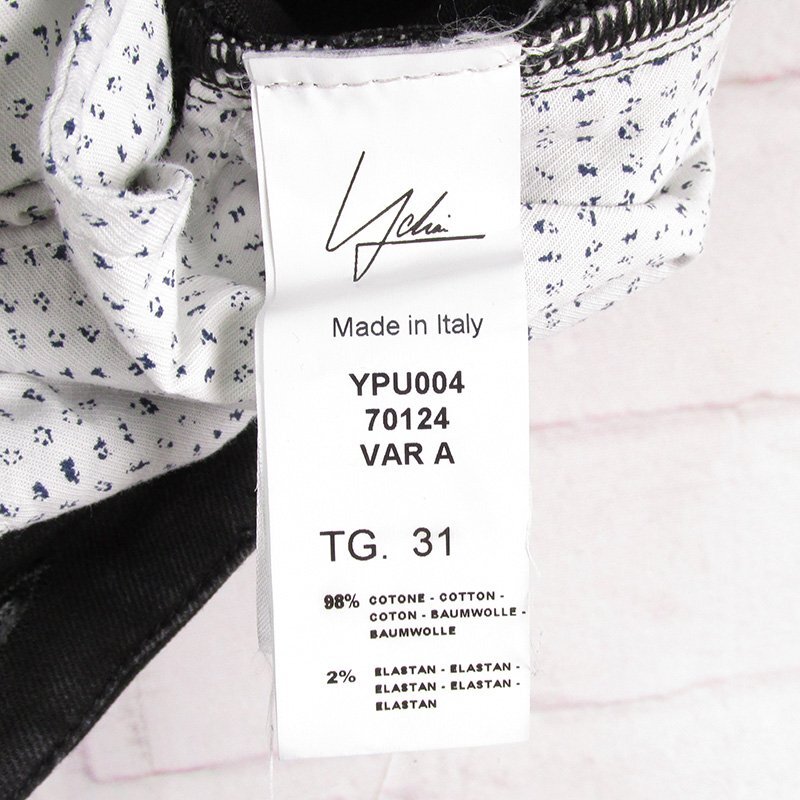 Made in Italy
YPU004
70124
VAR A
TG. 31
98% COTONE - COTTON -
COTON - BAUMWOLLE -
BAUMWOLLE
2% ELASTAN - ELASTAN -
ELASTAN - ELASTAN -
ELASTAN